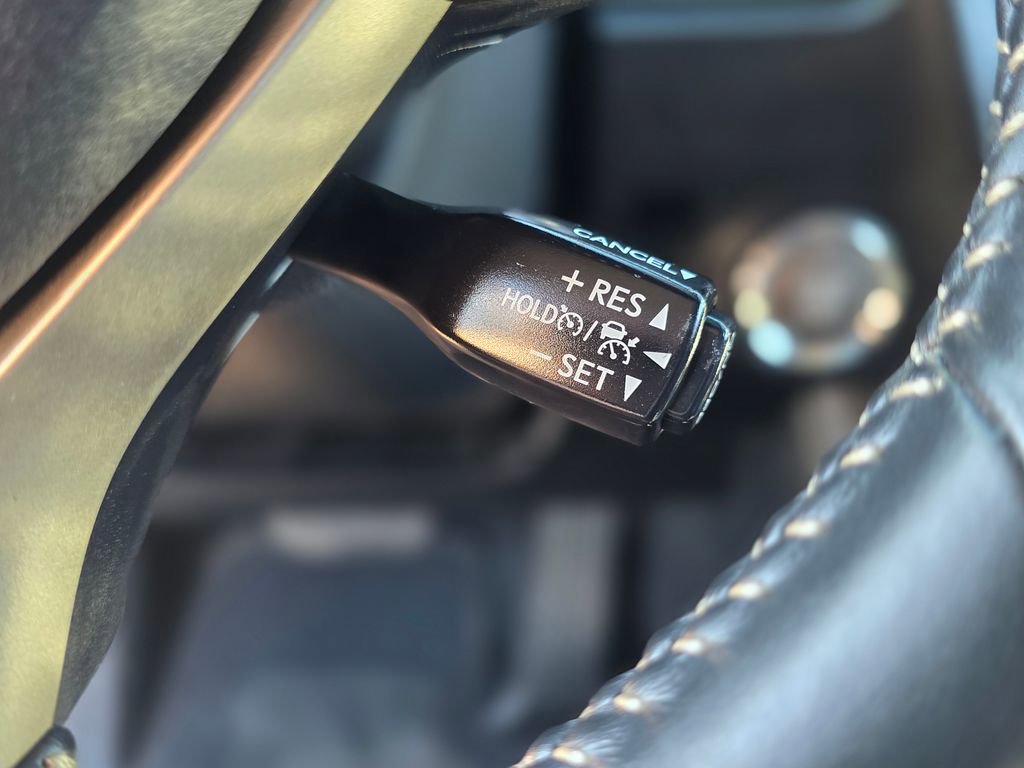 CANCEL
+ RES
HOLD /
- SET